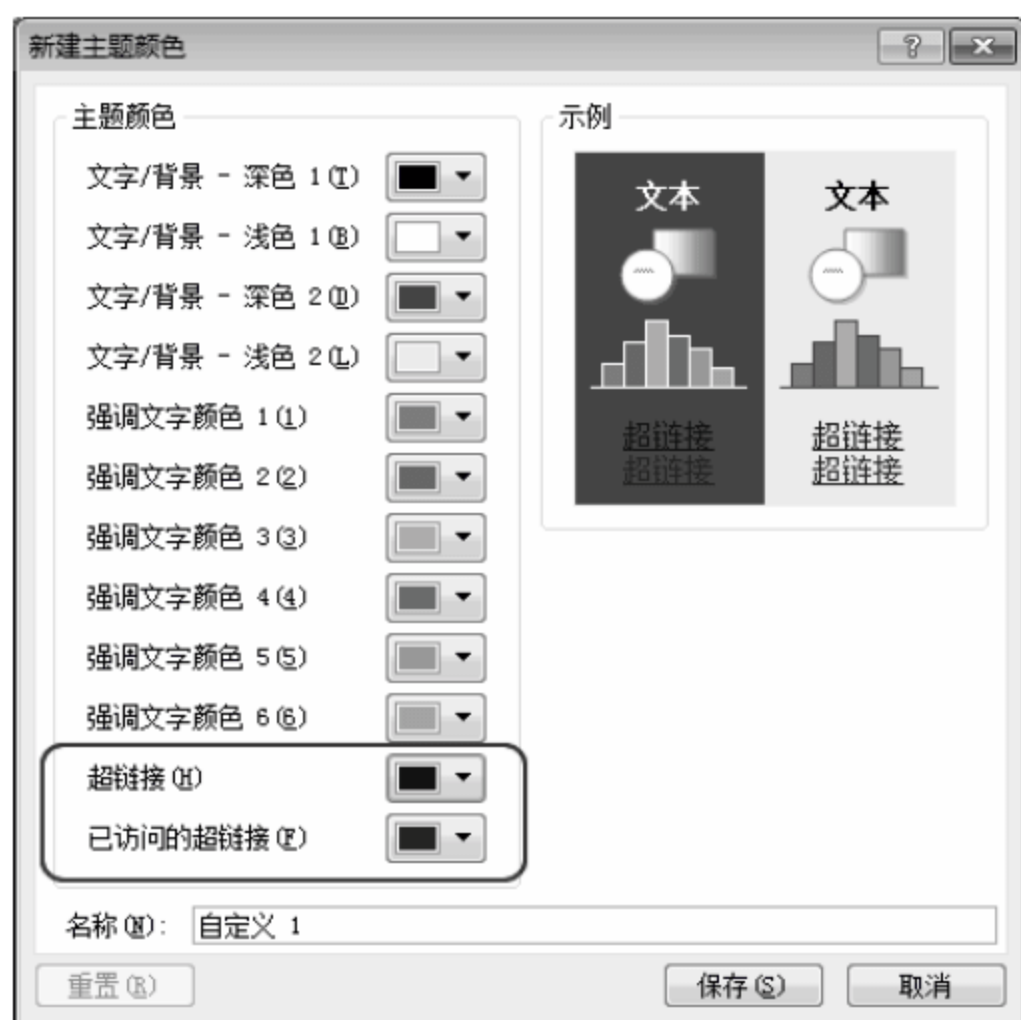 新建主题颜色
主题颜色
文字/背景 - 深色 1(T)
文字/背景 - 浅色 1(B)
文字/背景 - 深色 2(D)
文字/背景 - 浅色 2(L)
强调文字颜色 1(1)
强调文字颜色 2(2)
强调文字颜色 3(3)
强调文字颜色 4(4)
强调文字颜色 5(5)
强调文字颜色 6(6)
超链接(H)
已访问的超链接(F)
示例
文本 文本
超链接 超链接
超链接 超链接
名称(N): 自定义 1
重置(R) 保存(S) 取消